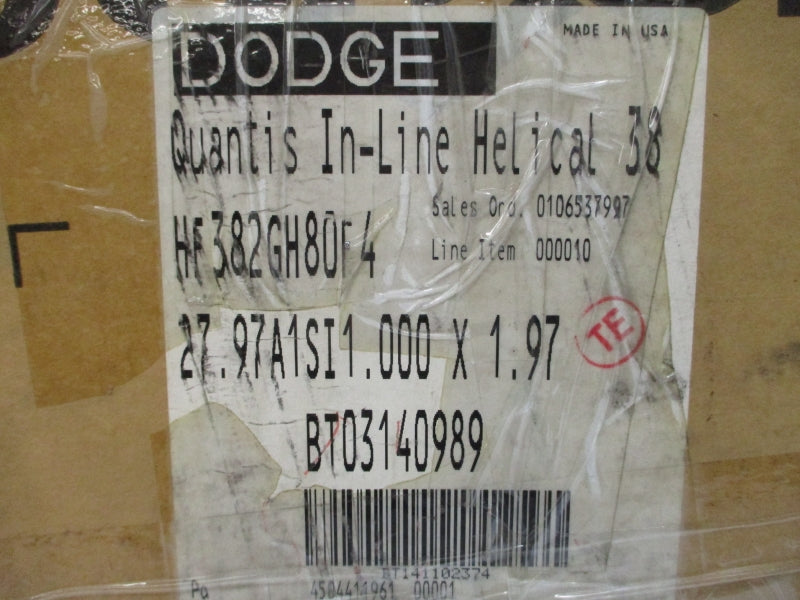 DODGE
MADE IN USA
Quantis In-Line Helical 38
Sales Ord. 0106537997
HF382GH80F4
Line Item 000010
27.97A1SI1.000 X 1.97
TE
BT03140989
BT141102374
4504411961 00001